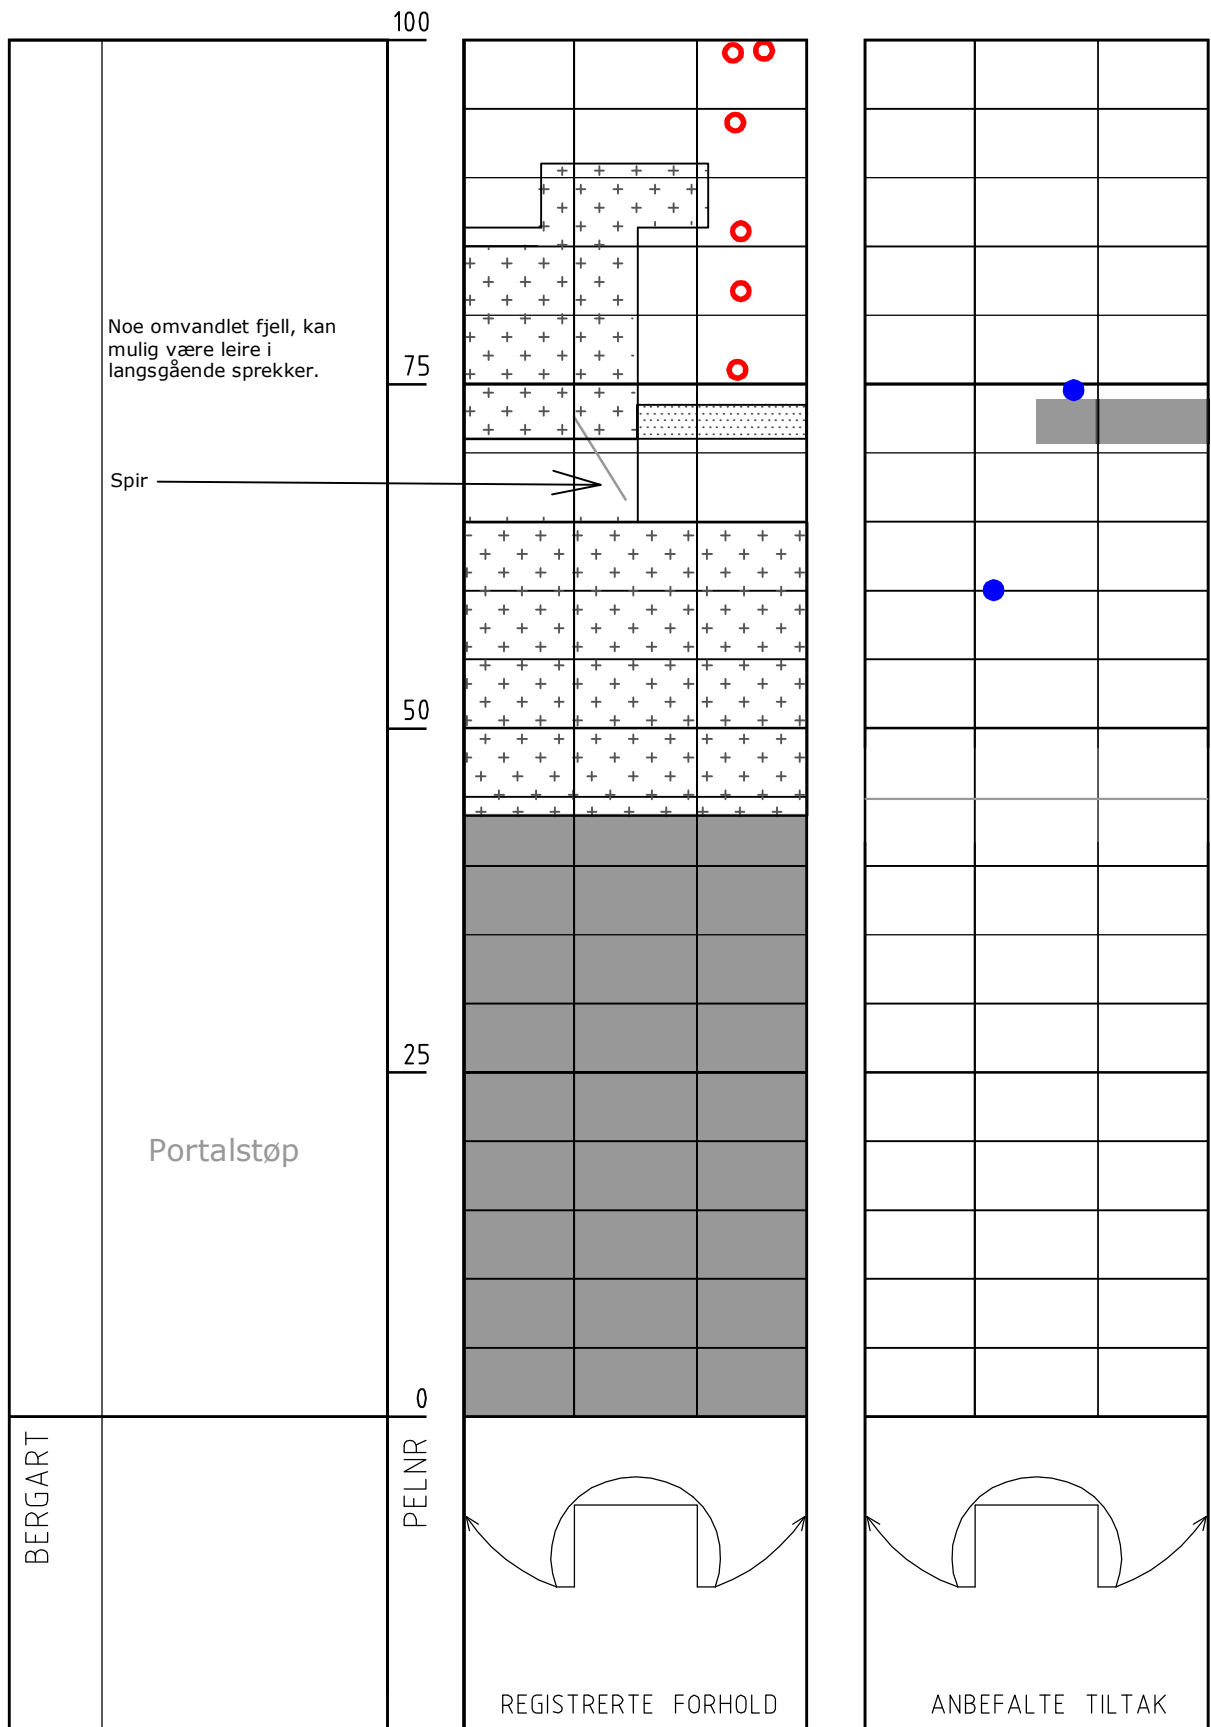 100
Noe omvandlet fjell, kan
mulig være leire i
langsgående sprekker.
75
Spir
50
25
Portalstøp
0
BERGART
PELNR
REGISTRERTE FORHOLD
ANBEFALTE TILTAK